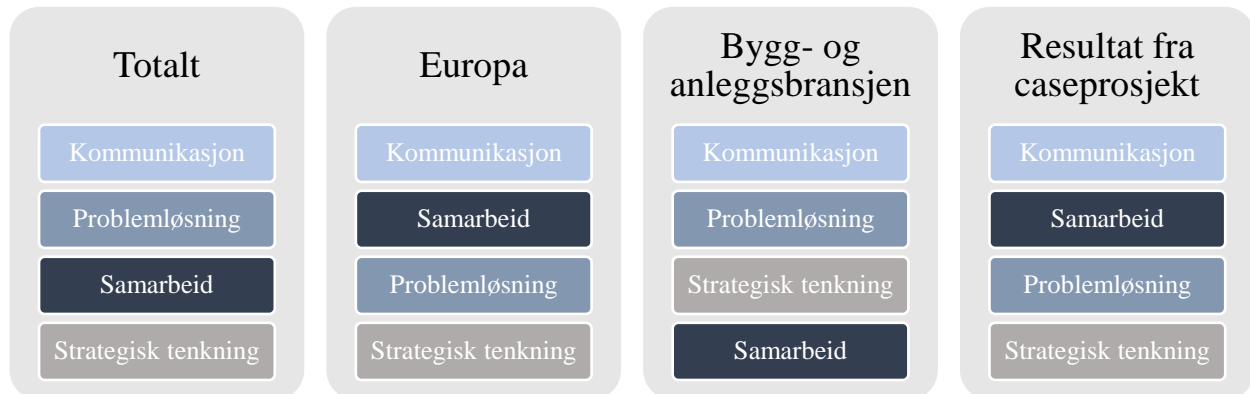 Totalt
Kommunikasjon
Problemløsning
Samarbeid
Strategisk tenkning
Europa
Kommunikasjon
Samarbeid
Problemløsning
Strategisk tenkning
Bygg- og
anleggsbransjen
Kommunikasjon
Problemløsning
Strategisk tenkning
Samarbeid
Resultat fra
caseprosjekt
Kommunikasjon
Samarbeid
Problemløsning
Strategisk tenkning